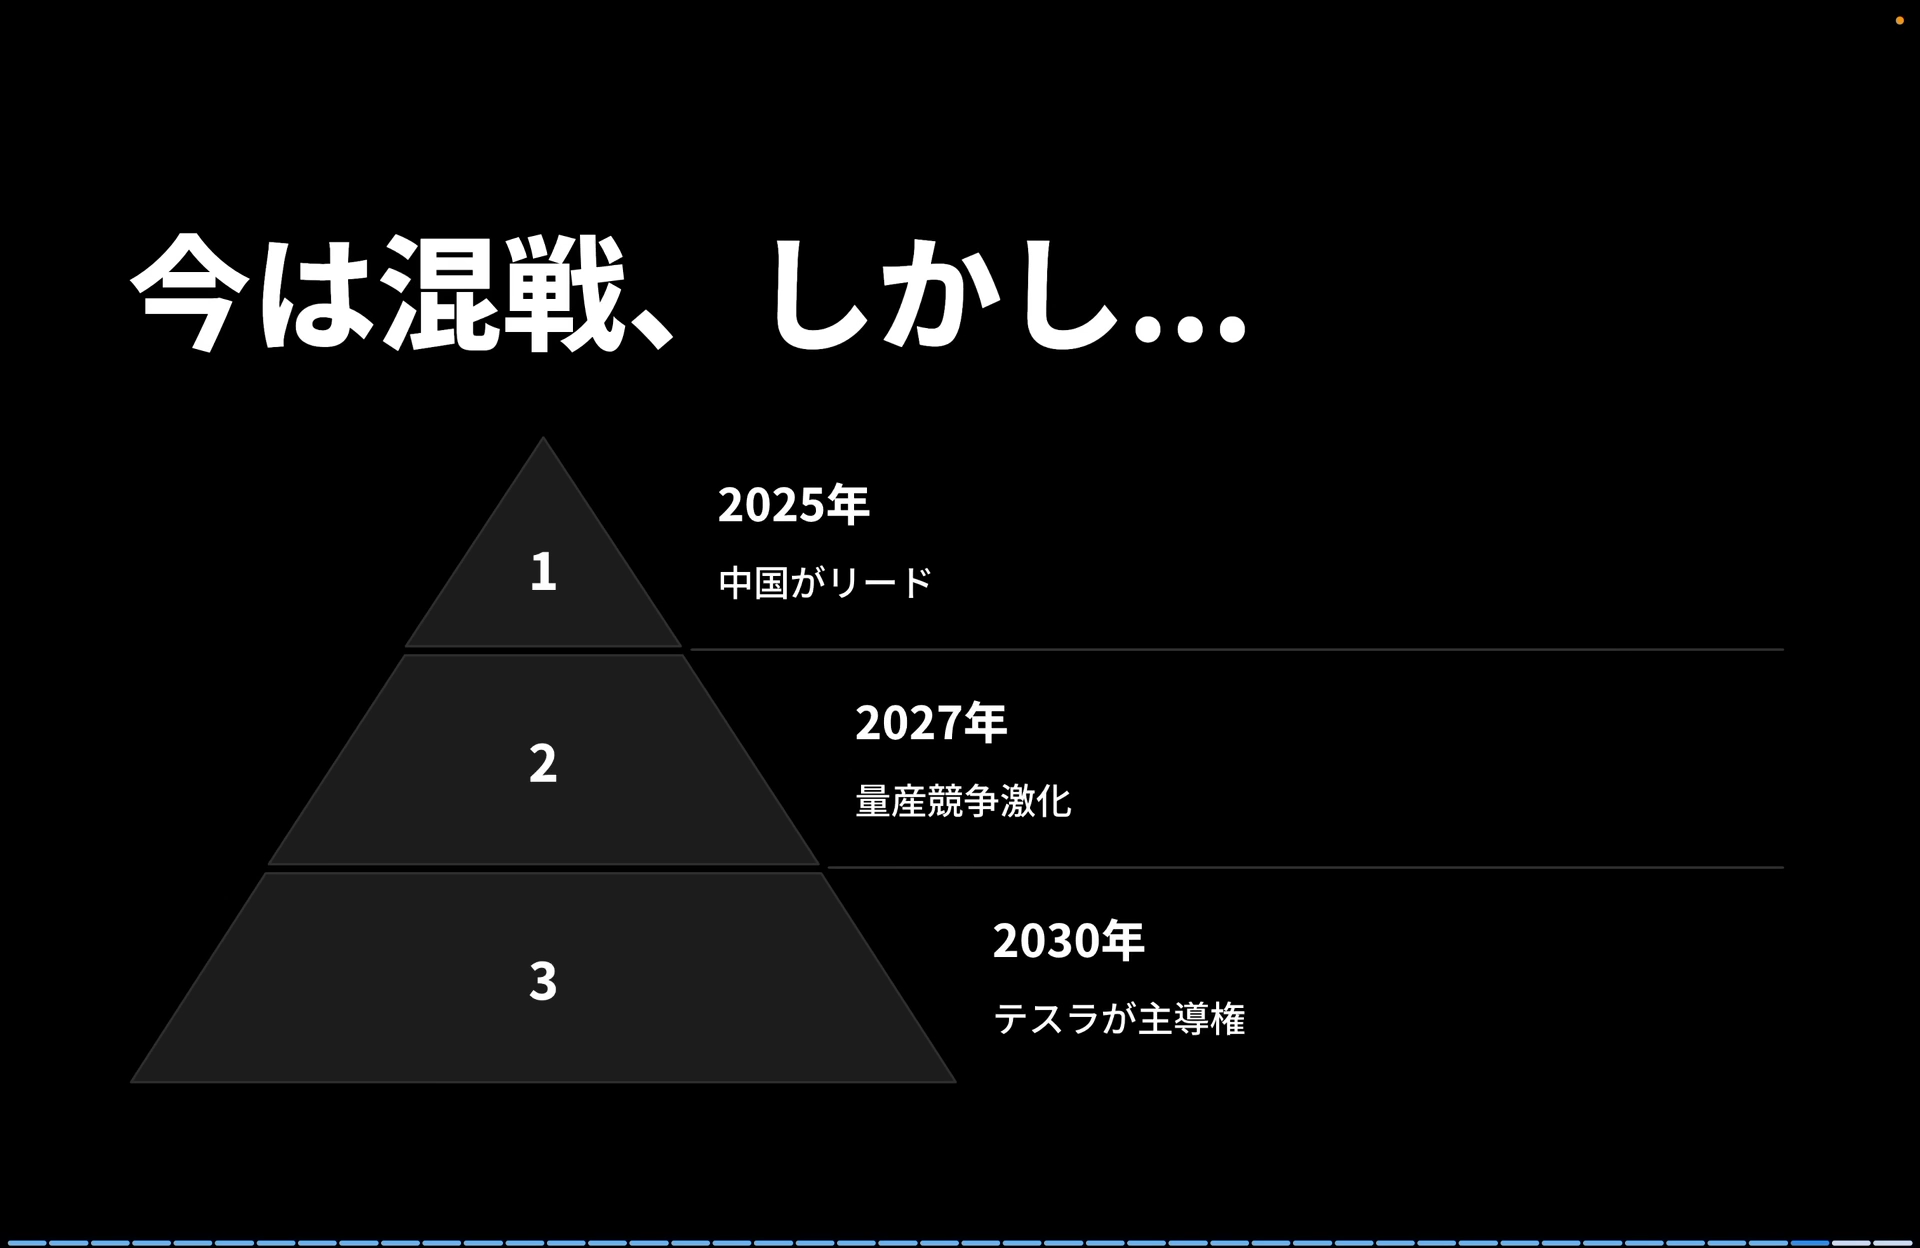 今は混戦、しかし...
1
2025年
中国がリード
2
2027年
量産競争激化
3
2030年
テスラが主導権